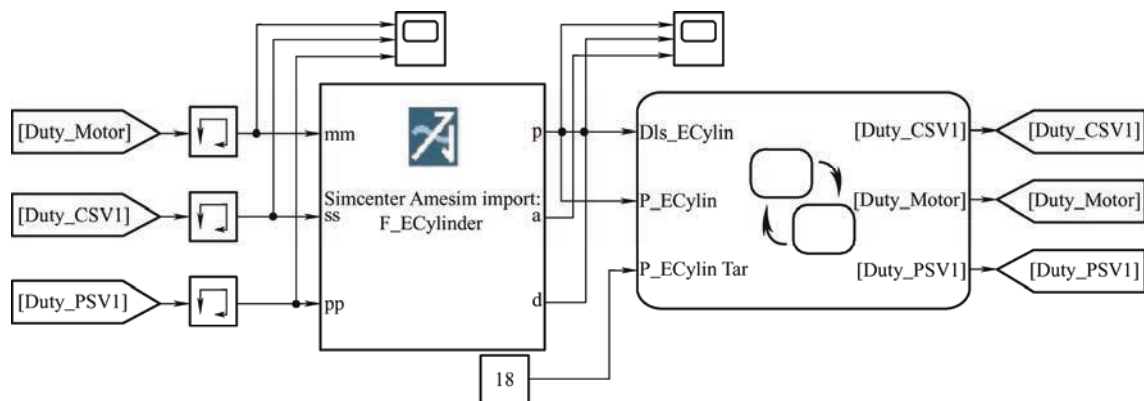 [Duty_Motor]
[Duty_CSV1]
[Duty_PSV1]
mm
ss
pp
Simcenter Amesim import:
F_ECylinder
p
a
d
18
Dls_ECylin
P_ECylin
P_ECylin Tar
[Duty_CSV1]
[Duty_Motor]
[Duty_PSV1]
[Duty_CSV1]
[Duty_Motor]
[Duty_PSV1]